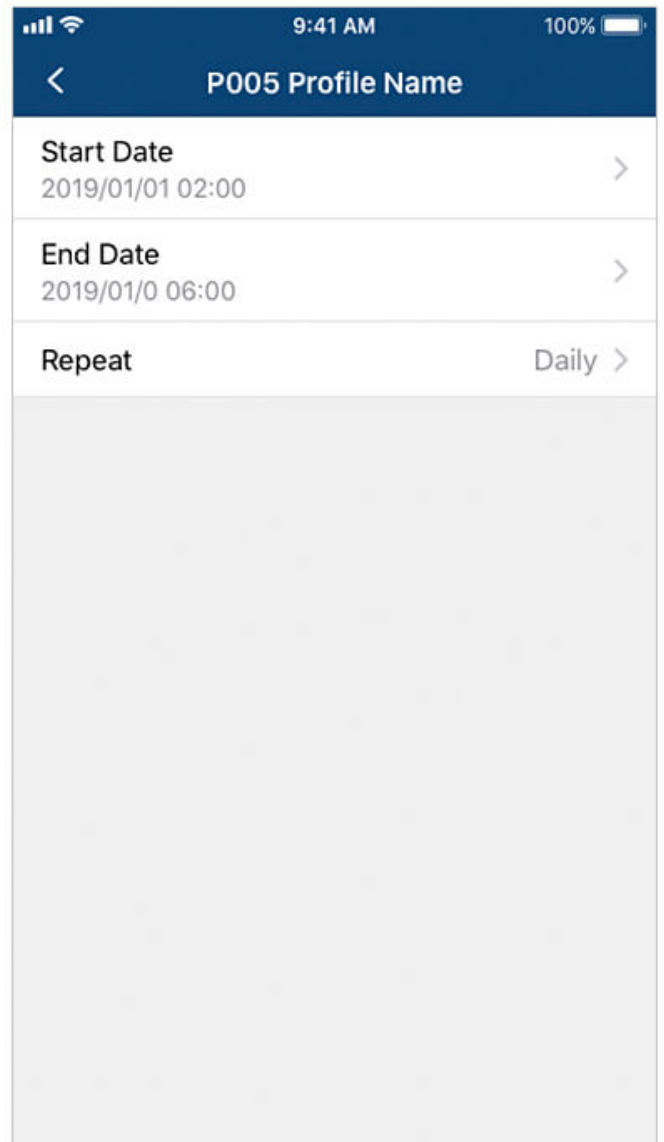 9:41 AM
100%
P005 Profile Name
Start Date
2019/01/01 02:00
End Date
2019/01/0 06:00
Repeat
Daily